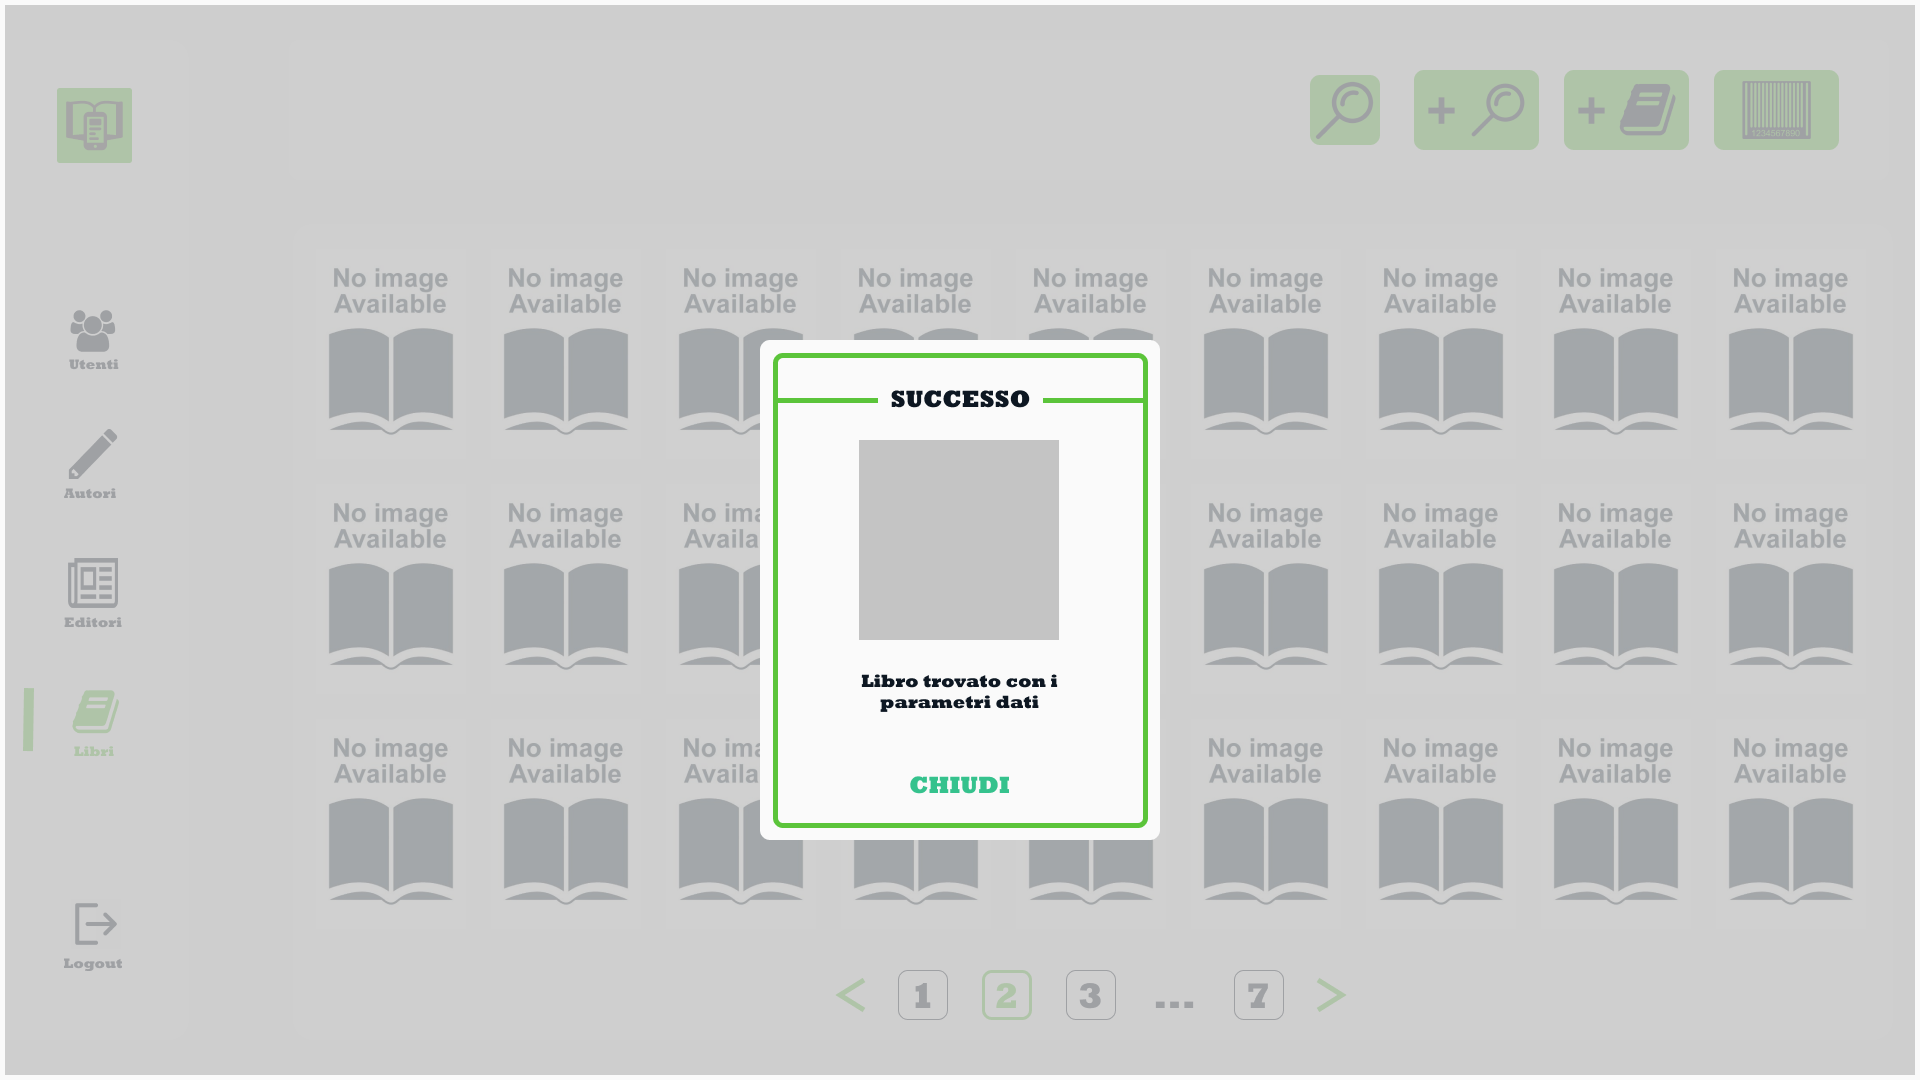 1234567890
No image No image No image No image No image No image No image No image No image
Available Available Available Available Available Available Available Available Available
Utenti
SUCCESSO
Autori
No image No image No ima No image No image No image No image
Available Available Availa Available Available Available Available
Editori
Libro trovato con i
parametri dati
Libri
No image No image No ima No image No image No image No image
Available Available Availa Available Available Available Available
CHIUDI
Logout
< 1 2 3 ... 7 >